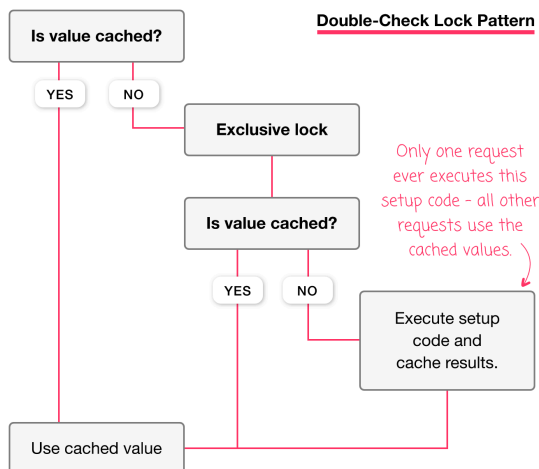 Double-Check Lock Pattern
Is value cached?
YES
NO
Exclusive lock
Only one request
ever executes this
setup code - all other
requests use the
cached values.
Is value cached?
YES
NO
Execute setup
code and
cache results.
Use cached value